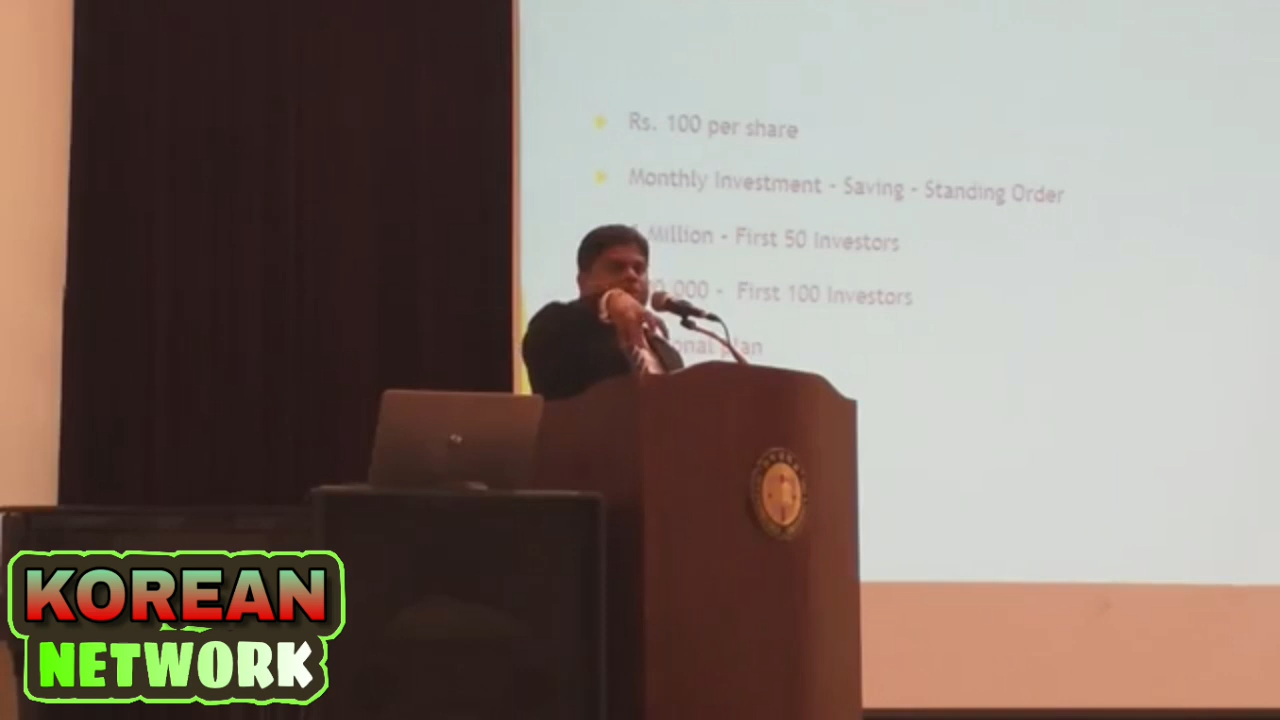 Rs. 100 per share
Monthly Investment - Saving - Standing Order
Million - First 50 Investors
000 - First 100 Investors
plan
KOREAN
NETWORK